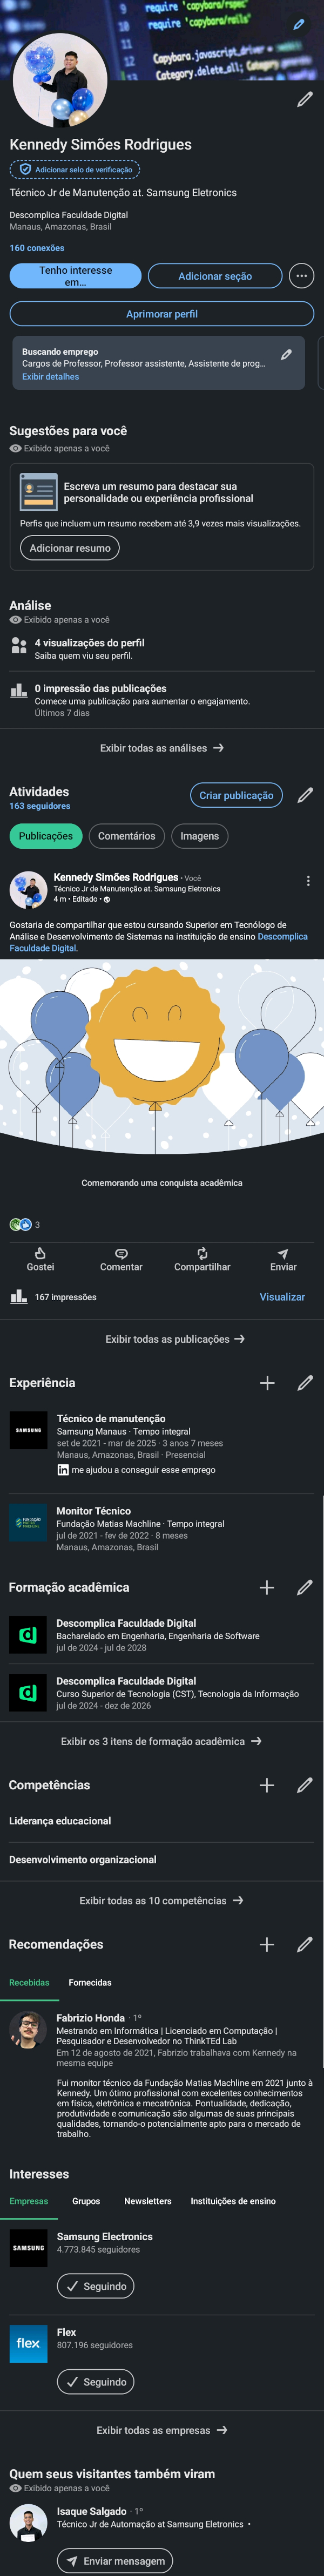 require 'capybara/rspec'
require 'capybara/rails'
Capybara.javascript_driver =
Category.delete_all;
Kennedy Simões Rodrigues
Adicionar selo de verificação
Técnico Jr de Manutenção at. Samsung Eletronics
Descomplica Faculdade Digital
Manaus, Amazonas, Brasil
160 conexões
Tenho interesse
em...
Adicionar seção
Aprimorar perfil
Buscando emprego
Cargos de Professor, Professor assistente, Assistente de prog...
Exibir detalhes
Sugestões para você
Exibido apenas a você
Escreva um resumo para destacar sua
personalidade ou experiência profissional
Perfis que incluem um resumo recebem até 3,9 vezes mais visualizações.
Adicionar resumo
Análise
Exibido apenas a você
4 visualizações do perfil
Saiba quem viu seu perfil.
0 impressão das publicações
Comece uma publicação para aumentar o engajamento.
Últimos 7 dias
Exibir todas as análises
Atividades
163 seguidores
Criar publicação
Publicações
Comentários
Imagens
Kennedy Simões Rodrigues • Você
Técnico Jr de Manutenção at. Samsung Eletronics
4 m • Editado •
Gostaria de compartilhar que estou cursando Superior em Tecnólogo de
Análise e Desenvolvimento de Sistemas na instituição de ensino Descomplica
Faculdade Digital.
Comemorando uma conquista acadêmica
3
Gostei
Comentar
Compartilhar
Enviar
167 impressões
Visualizar
Exibir todas as publicações
Experiência
SAMSUNG
Técnico de manutenção
Samsung Manaus · Tempo integral
set de 2021 - mar de 2025 · 3 anos 7 meses
Manaus, Amazonas, Brasil · Presencial
in me ajudou a conseguir esse emprego
Monitor Técnico
Fundação Matias Machline · Tempo integral
jul de 2021 - fev de 2022 · 8 meses
Manaus, Amazonas, Brasil
Formação acadêmica
Descomplica Faculdade Digital
Bacharelado em Engenharia, Engenharia de Software
jul de 2024 - jul de 2028
Descomplica Faculdade Digital
Curso Superior de Tecnologia (CST), Tecnologia da Informação
jul de 2024 - dez de 2026
Exibir os 3 itens de formação acadêmica
Competências
Liderança educacional
Desenvolvimento organizacional
Exibir todas as 10 competências
Recomendações
Recebidas
Fornecidas
Fabrizio Honda · 1º
Mestrando em Informática | Licenciado em Computação |
Pesquisador e Desenvolvedor no ThinkTEd Lab
Em 12 de agosto de 2021, Fabrizio trabalhava com Kennedy na
mesma equipe
Fui monitor técnico da Fundação Matias Machline em 2021 junto à
Kennedy. Um ótimo profissional com excelentes conhecimentos
em física, eletrônica e mecatrônica. Pontualidade, dedicação,
produtividade e comunicação são algumas de suas principais
qualidades, tornando-o potencialmente apto para o mercado de
trabalho.
Interesses
Empresas
Grupos
Newsletters
Instituições de ensino
SAMSUNG
Samsung Electronics
4.773.845 seguidores
Seguindo
flex
Flex
807.196 seguidores
Seguindo
Exibir todas as empresas
Quem seus visitantes também viram
Exibido apenas a você
Isaque Salgado · 1º
Técnico Jr de Automação at Samsung Eletronics •
Enviar mensagem